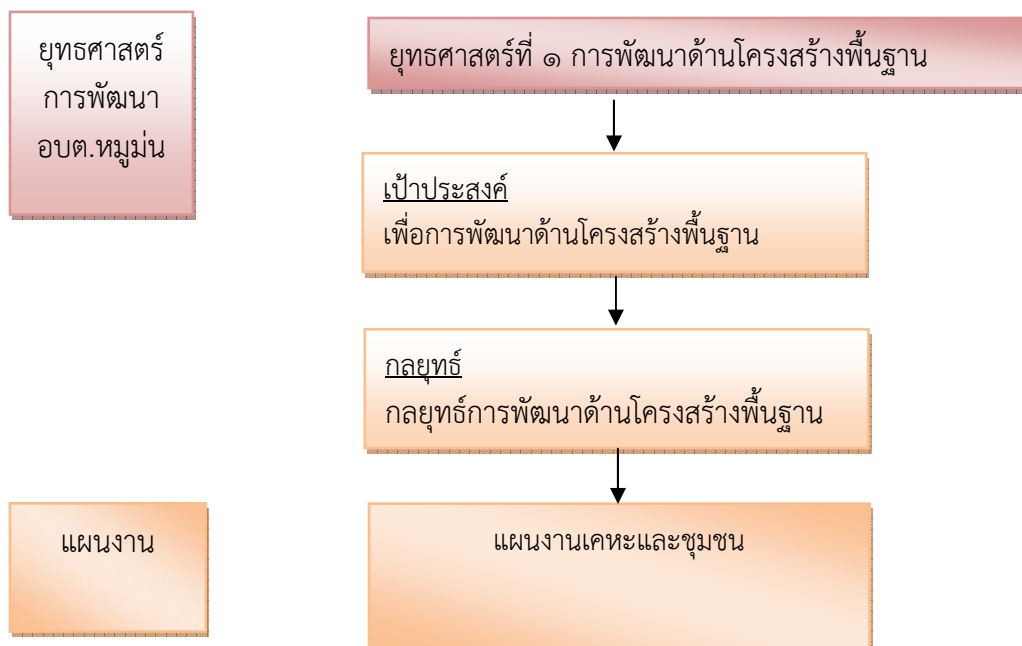 ยุทธศาสตร์
การพัฒนา
อบต.หมูม่น
ยุทธศาสตร์ที่ ๑ การพัฒนาด้านโครงสร้างพื้นฐาน
เป้าประสงค์
เพื่อการพัฒนาด้านโครงสร้างพื้นฐาน
กลยุทธ์
กลยุทธ์การพัฒนาด้านโครงสร้างพื้นฐาน
แผนงาน
แผนงานเคหะและชุมชน